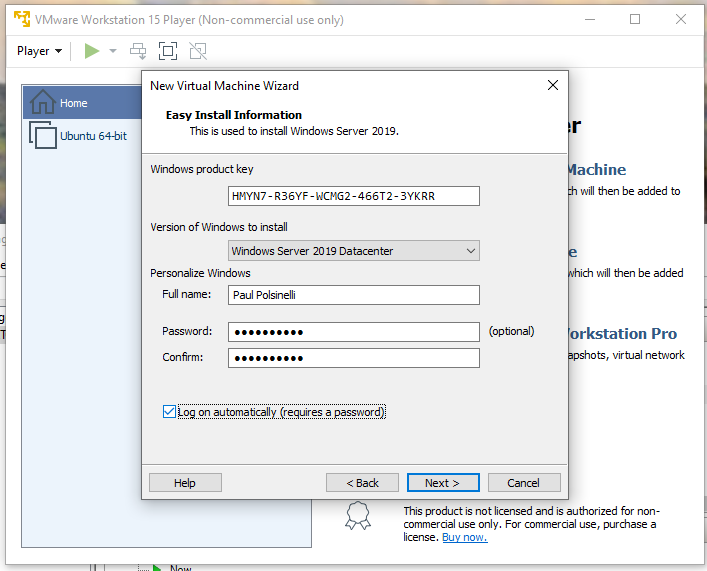 VMware Workstation 15 Player (Non-commercial use only)
Player
Home
Ubuntu 64-bit
New Virtual Machine Wizard
Easy Install Information
This is used to install Windows Server 2019.
Windows product key
HMYN7-R36YF-WCMG2-466T2-3YKRR
Version of Windows to install
Windows Server 2019 Datacenter
Personalize Windows
Full name: Paul Polsinelli
Password: ●●●●●●●●●● (optional)
Confirm: ●●●●●●●●●●
Log on automatically (requires a password)
Help < Back Next > Cancel
er
Machine
ch will then be added to
e
which will then be added
orkstation Pro
apshots, virtual network
This product is not licensed and is authorized for non-
commercial use only. For commercial use, purchase a
license. Buy now.
Now